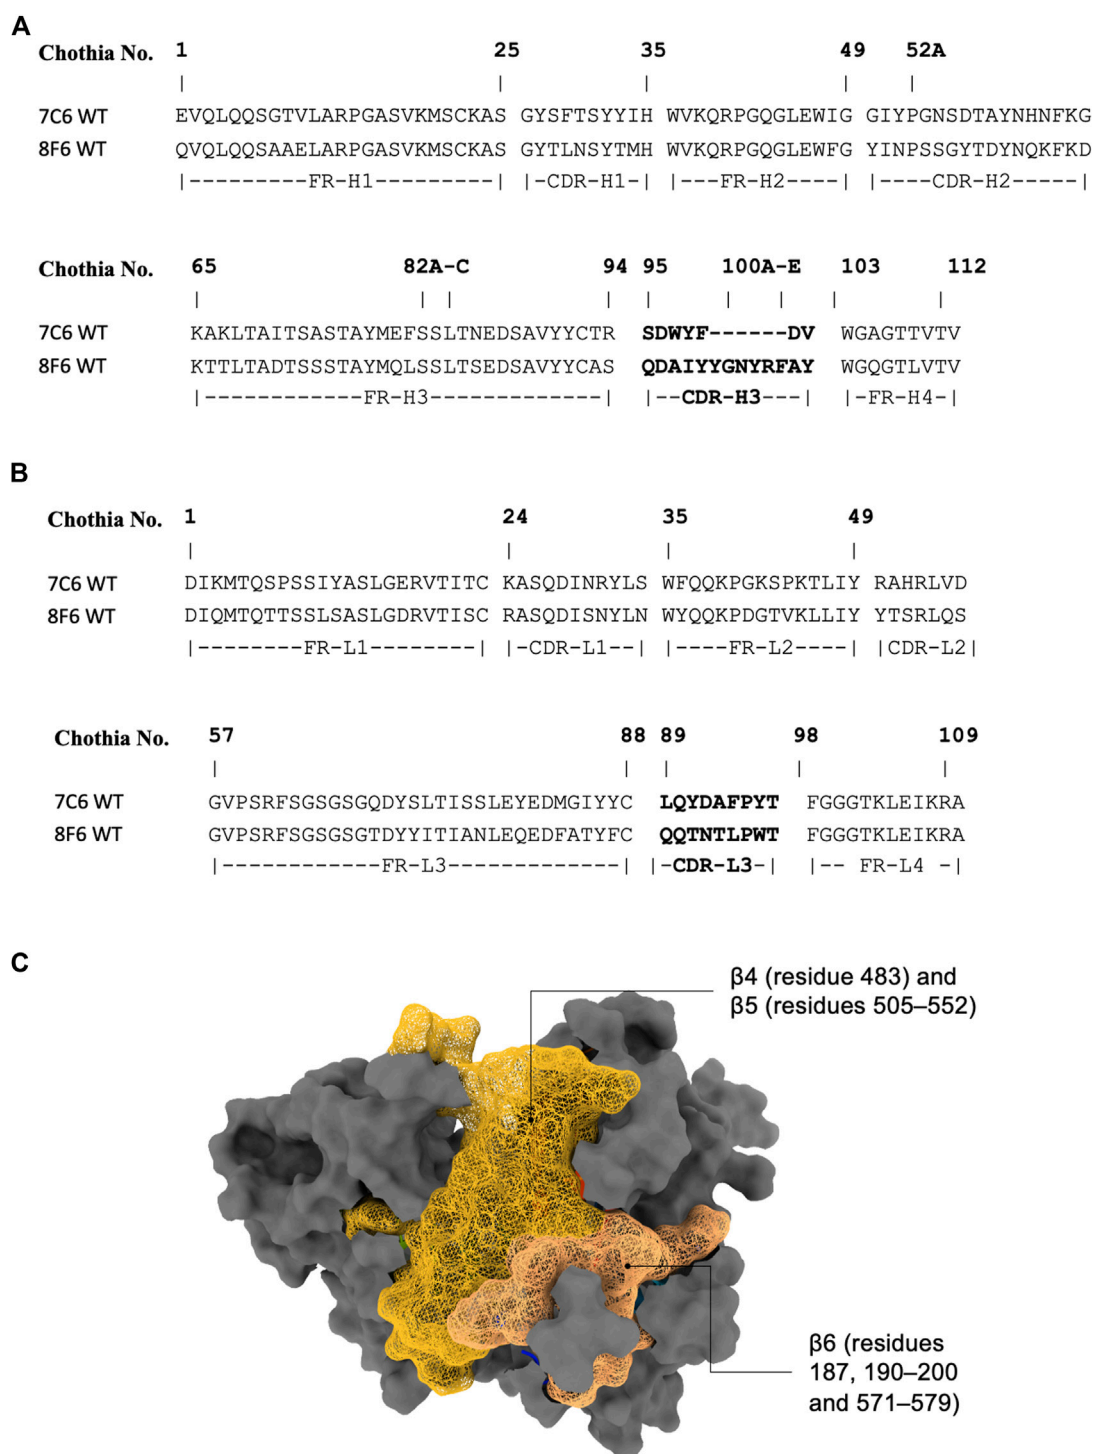 A
Chothia No. 1 25 35 49 52A
| | | | |
7C6 WT EVQLQQSGTVLARPGASVKMSCKAS GYSFTSYYIH WVKQRPGQGLEWIG GIYPGNSDTAYNHNFKG
8F6 WT QVQLQQSAAELARPGASVKMSCKAS GYTLNSYTMH WVKQRPGQGLEWFG YINPSSGYTDYNQKFKD
|---------FR-H1----------| |-CDR-H1-| |---FR-H2----| |----CDR-H2-----|
Chothia No. 65 82A-C 94 95 100A-E 103 112
| | | | | | | | |
7C6 WT KAKLTAITSASTAYMEFSSLTNEDSAVYYCTR SDWYF------DV WGAGTTVTV
8F6 WT KTTLTADTSSSTAYMQLSSLTSEDSAVYYCAS QDAIYYGNYRFAY WGQGTLVTV
|------------FR-H3--------------| |--CDR-H3---| |-FR-H4-|
B
Chothia No. 1 24 35 49
| | | |
7C6 WT DIKMTQSPSSIYASLGERVTITC KASQDINRYLS WFQQKPGKSPKTLIY RAHRLVD
8F6 WT DIQMTQTTSSLSASLGDRVTISC RASQDISNYLN WYQQKPDGTVKLLIY YTSRLQS
|--------FR-L1--------| |-CDR-L1--| |----FR-L2----| |CDR-L2|
Chothia No. 57 88 89 98 109
| | | | |
7C6 WT GVPSRFSGSGSGQDYSLTISSLEYEDMGIYYC LQYDAFPYT FGGGTKLEIKRA
8F6 WT GVPSRFSGSGSGTDYYITIANLEQEDFATYFC QQTNTLPWT FGGGTKLEIKRA
|------------FR-L3-------------| |-CDR-L3-| |-- FR-L4 -|
C
β4 (residue 483) and
β5 (residues 505–552)
β6 (residues
187, 190–200
and 571–579)